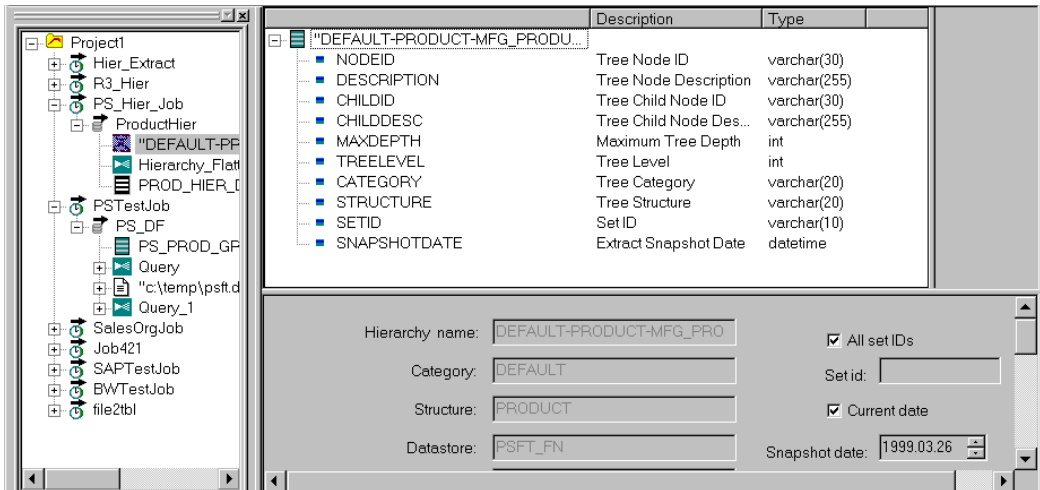 Project1
Hier_Extract
R3_Hier
PS_Hier_Job
ProductHier
"DEFAULT-PP
Hierarchy_Flatt
PROD_HIER_D
PSTestJob
PS_DF
PS_PROD_GP
Query
"c:\temp\psft.d
Query_1
SalesOrgJob
Job421
SAPTestJob
BWTestJob
file2tbl
Description Type
"DEFAULT-PRODUCT-MFG_PRODU...
NODEID Tree Node ID varchar(30)
DESCRIPTION Tree Node Description varchar(255)
CHILDID Tree Child Node ID varchar(30)
CHILDDESC Tree Child Node Des... varchar(255)
MAXDEPTH Maximum Tree Depth int
TREELEVEL Tree Level int
CATEGORY Tree Category varchar(20)
STRUCTURE Tree Structure varchar(20)
SETID Set ID varchar(10)
SNAPSHOTDATE Extract Snapshot Date datetime
Hierarchy name: DEFAULT-PRODUCT-MFG_PRO
All set IDs
Category: DEFAULT
Set id:
Structure: PRODUCT
Current date
Datastore: PSFT_FN
Snapshot date: 1999.03.26